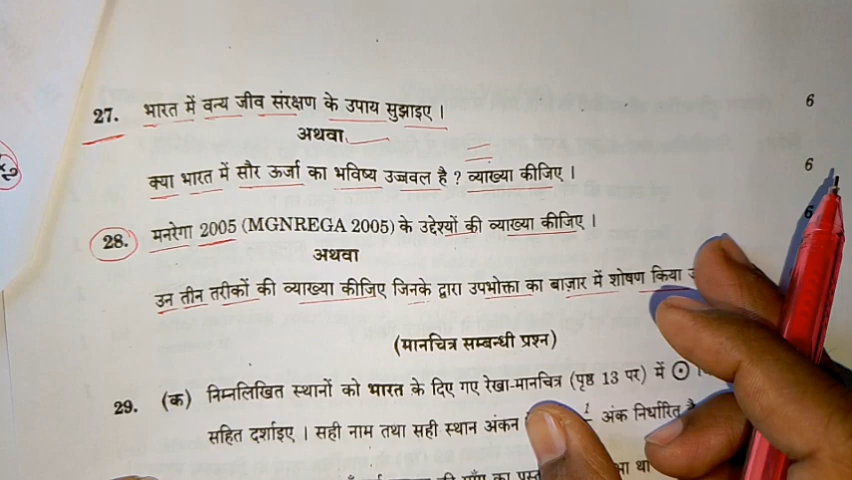 27. भारत में वन्य जीव संरक्षण के उपाय सुझाइए । 6
अथवा
क्या भारत में सौर ऊर्जा का भविष्य उज्जवल है ? व्याख्या कीजिए । 6
28. मनरेगा 2005 (MGNREGA 2005) के उद्देश्यों की व्याख्या कीजिए । 6
अथवा
उन तीन तरीकों की व्याख्या कीजिए जिनके द्वारा उपभोक्ता का बाज़ार में शोषण किया
(मानचित्र सम्बन्धी प्रश्न)
29. (क) निम्नलिखित स्थानों को भारत के दिए गए रेखा-मानचित्र (पृष्ठ 13 पर) में ⊙
सहित दर्शाइए । सही नाम तथा सही स्थान अंकन अंक निर्धारित है
था